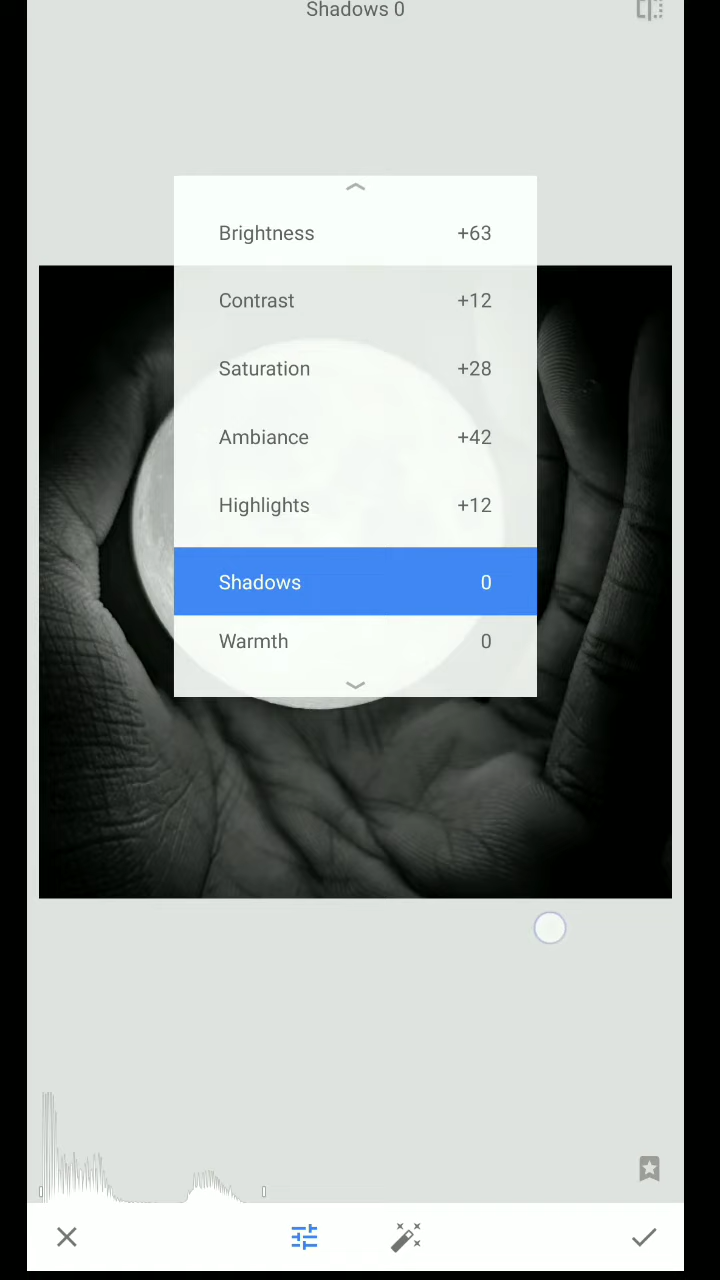 Shadows 0
Brightness +63
Contrast +12
Saturation +28
Ambiance +42
Highlights +12
Shadows 0
Warmth 0